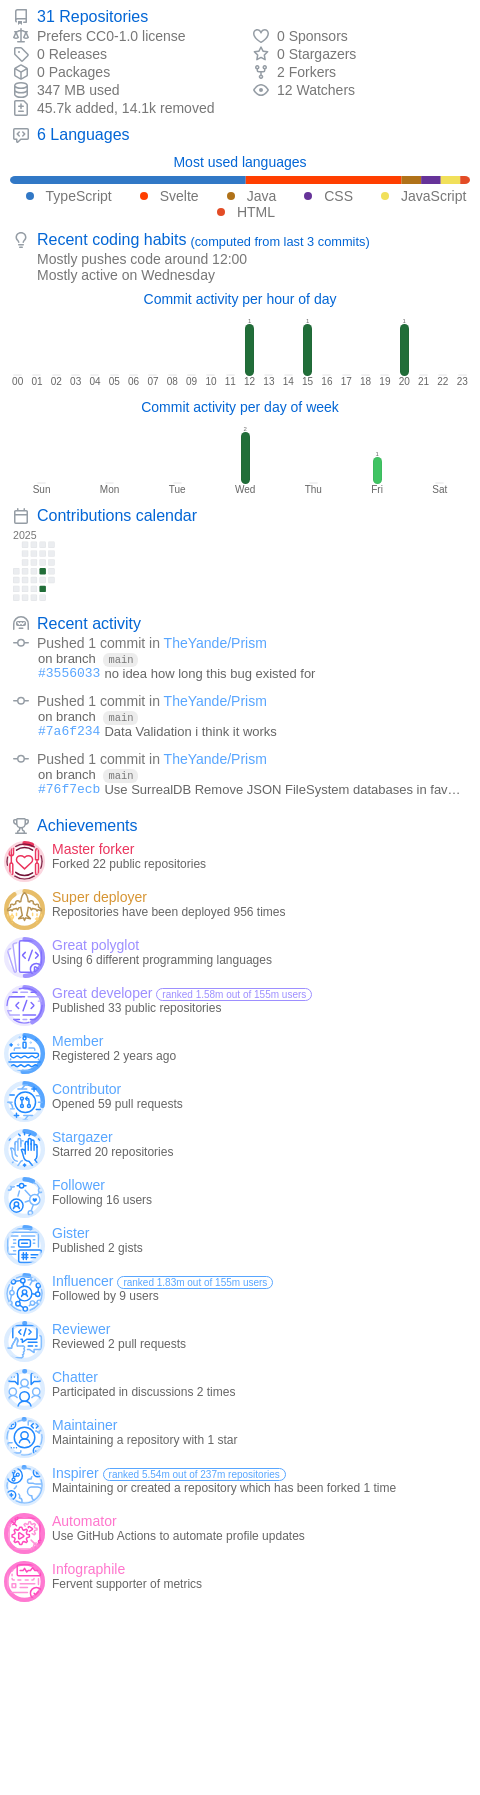 31 Repositories
Prefers CC0-1.0 license
0 Sponsors
0 Releases
0 Stargazers
0 Packages
2 Forkers
347 MB used
12 Watchers
45.7k added, 14.1k removed
6 Languages
Most used languages
TypeScript Svelte Java CSS JavaScript
HTML
Recent coding habits (computed from last 3 commits)
Mostly pushes code around 12:00
Mostly active on Wednesday
Commit activity per hour of day
1 1 1
00 01 02 03 04 05 06 07 08 09 10 11 12 13 14 15 16 17 18 19 20 21 22 23
Commit activity per day of week
2 1
Sun Mon Tue Wed Thu Fri Sat
Contributions calendar
2025
Recent activity
Pushed 1 commit in TheYande/Prism
on branch main
#3556033 no idea how long this bug existed for
Pushed 1 commit in TheYande/Prism
on branch main
#7a6f234 Data Validation i think it works
Pushed 1 commit in TheYande/Prism
on branch main
#76f7ecb Use SurrealDB Remove JSON FileSystem databases in fav…
Achievements
Master forker
Forked 22 public repositories
Super deployer
Repositories have been deployed 956 times
Great polyglot
Using 6 different programming languages
Great developer ranked 1.58m out of 155m users
Published 33 public repositories
Member
Registered 2 years ago
Contributor
Opened 59 pull requests
Stargazer
Starred 20 repositories
Follower
Following 16 users
Gister
Published 2 gists
Influencer ranked 1.83m out of 155m users
Followed by 9 users
Reviewer
Reviewed 2 pull requests
Chatter
Participated in discussions 2 times
Maintainer
Maintaining a repository with 1 star
Inspirer ranked 5.54m out of 237m repositories
Maintaining or created a repository which has been forked 1 time
Automator
Use GitHub Actions to automate profile updates
Infographile
Fervent supporter of metrics